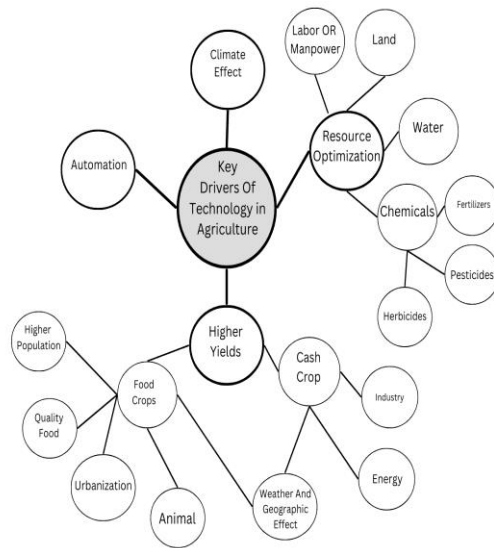 Climate
Effect
Labor OR
Manpower
Land
Automation
Key
Drivers Of
Technology in
Agriculture
Resource
Optimization
Water
Chemicals
Fertilizers
Pesticides
Herbicides
Higher
Yields
Higher
Population
Food
Crops
Cash
Crop
Industry
Quality
Food
Urbanization
Animal
Weather And
Geographic
Effect
Energy